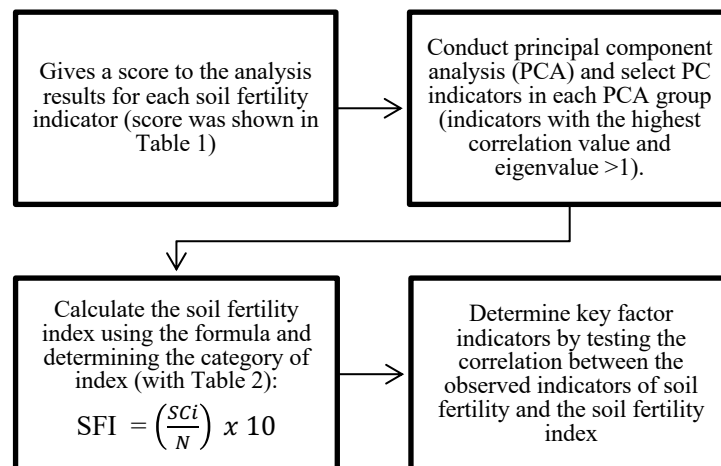 Gives a score to the analysis
results for each soil fertility
indicator (score was shown in
Table 1)
Conduct principal component
analysis (PCA) and select PC
indicators in each PCA group
(indicators with the highest
correlation value and
eigenvalue >1).
Calculate the soil fertility
index using the formula and
determining the category of
index (with Table 2):
SFI = (SCi/N) x 10
Determine key factor
indicators by testing the
correlation between the
observed indicators of soil
fertility and the soil fertility
index